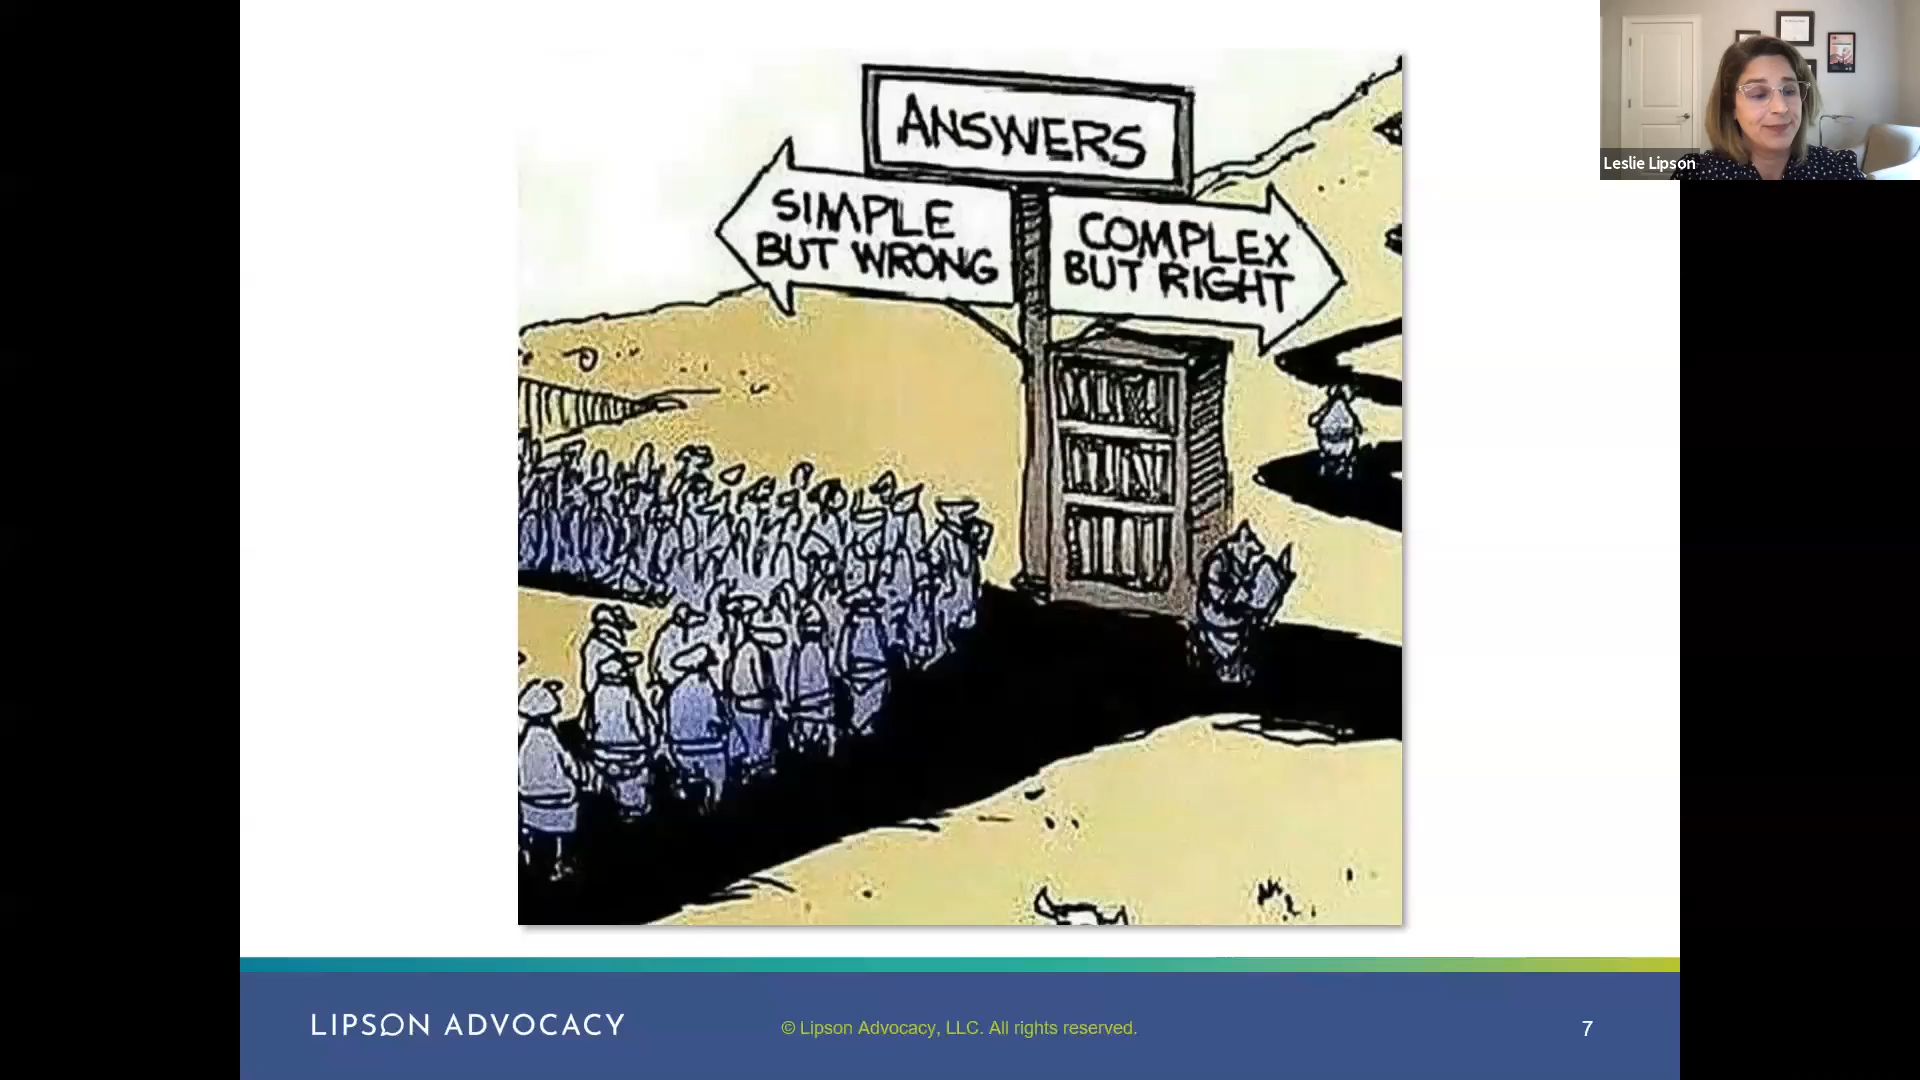 ANSWERS
SIMPLE
BUT WRONG
COMPLEX
BUT RIGHT
Leslie Lipson
LIPSON ADVOCACY
© Lipson Advocacy, LLC. All rights reserved.
7